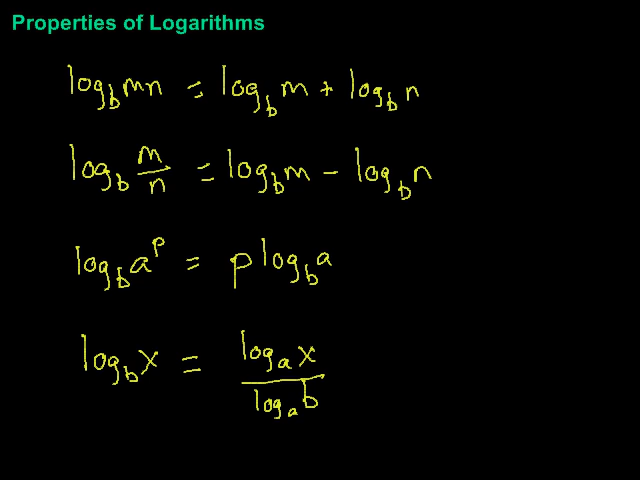 Properties of Logarithms
log_b mn = log_b m + log_b n
log_b m/n = log_b m - log_b n
log_b a^p = p log_b a
log_b x = log_a x / log_a b